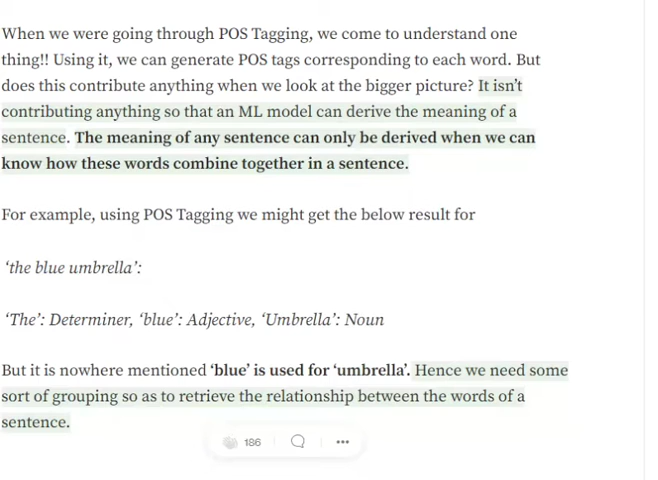 When we were going through POS Tagging, we come to understand one
thing!! Using it, we can generate POS tags corresponding to each word. But
does this contribute anything when we look at the bigger picture? It isn't
contributing anything so that an ML model can derive the meaning of a
sentence. The meaning of any sentence can only be derived when we can
know how these words combine together in a sentence.
For example, using POS Tagging we might get the below result for
‘the blue umbrella’:
‘The’: Determiner, ‘blue’: Adjective, ‘Umbrella’: Noun
But it is nowhere mentioned ‘blue’ is used for ‘umbrella’. Hence we need some
sort of grouping so as to retrieve the relationship between the words of a
sentence.
186